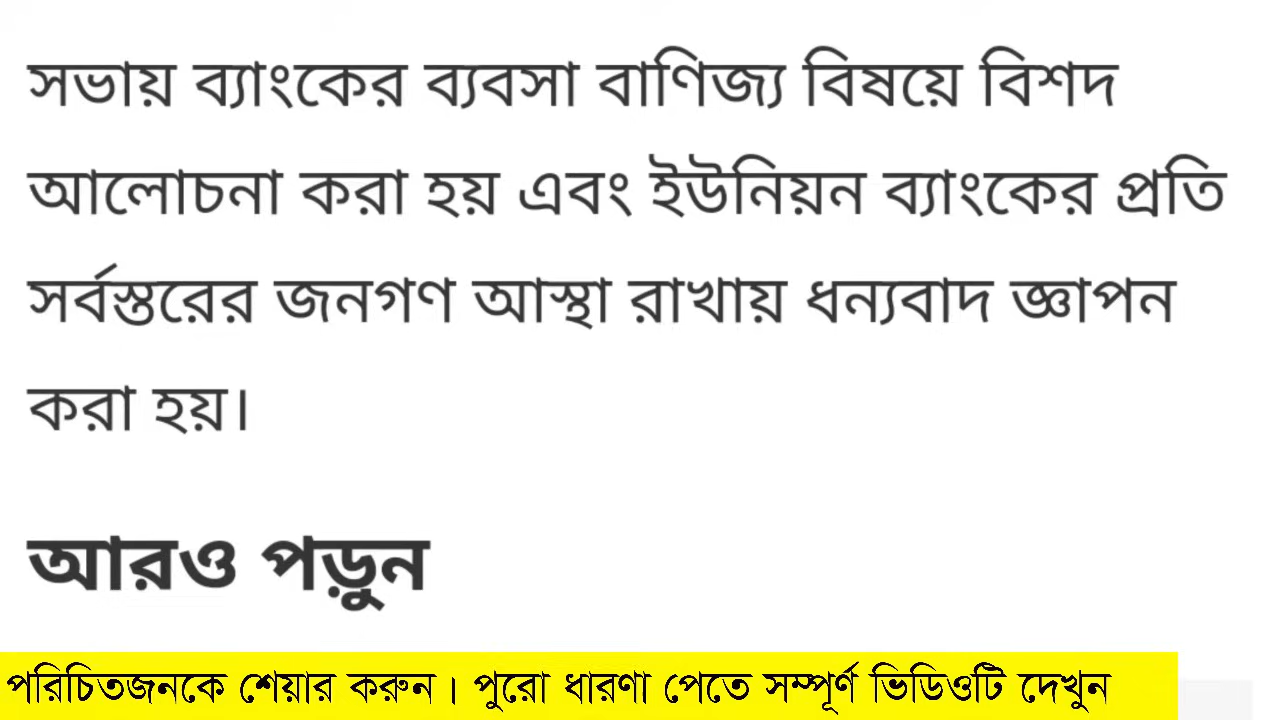 সভায় ব্যাংকের ব্যবসা বাণিজ্য বিষয়ে বিশদ
আলোচনা করা হয় এবং ইউনিয়ন ব্যাংকের প্রতি
সর্বস্তরের জনগণ আস্থা রাখায় ধন্যবাদ জ্ঞাপন
করা হয়।
আরও পড়ুন
পরিচিতজনকে শেয়ার করুন। পুরো ধারণা পেতে সম্পূর্ণ ভিডিওটি দেখুন